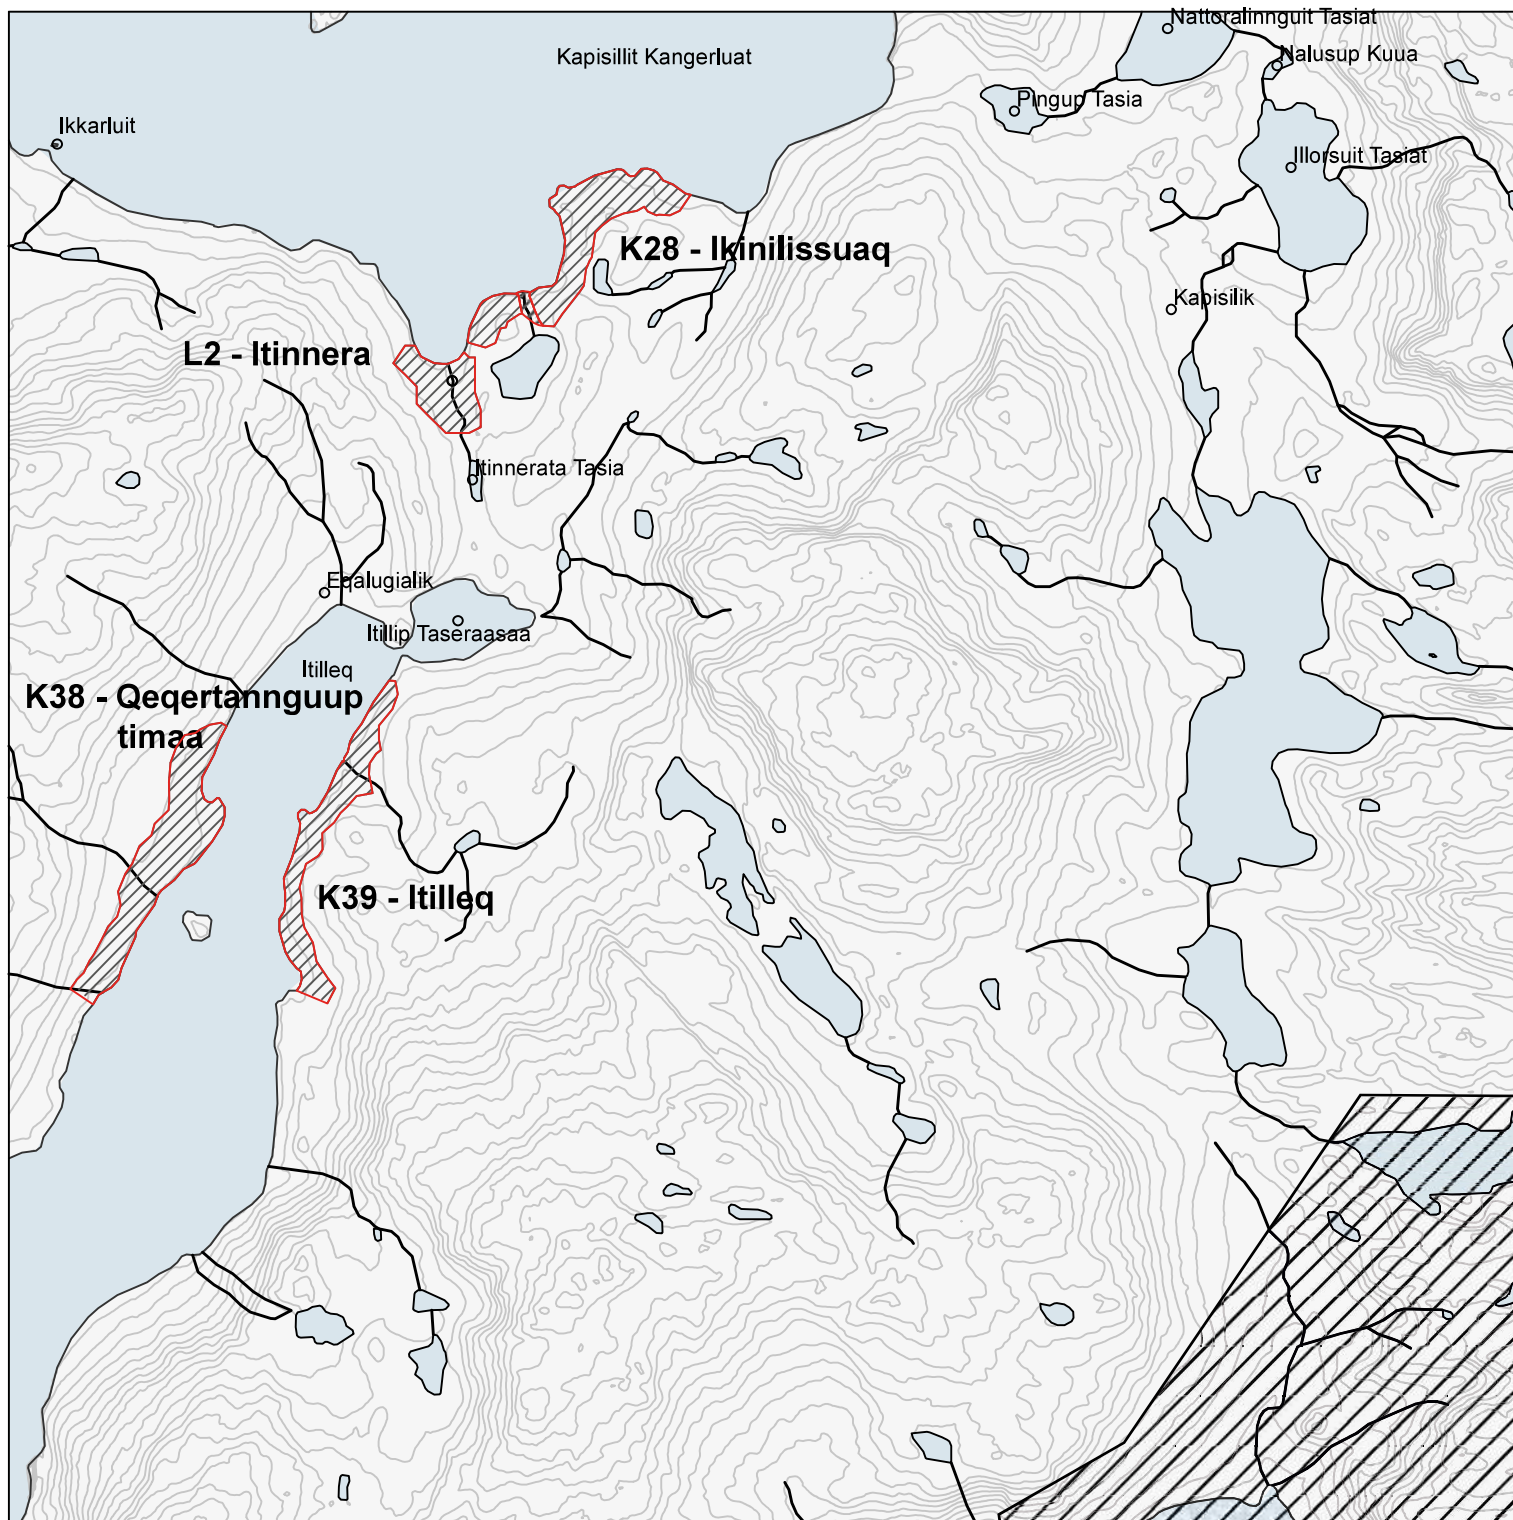 Nattoralinnguit Tasiat
Kapisillit Kangerluat
Nalusup Kuua
Pingup Tasia
Ikkarluit
Illorsuit Tasiat
K28 - Ikinilissuaq
Kapisilik
L2 - Itinnera
Itinnerata Tasia
Eqalugialik
Itillip Taseraasaa
Itilleq
K38 - Qeqertannguup
timaa
K39 - Itilleq